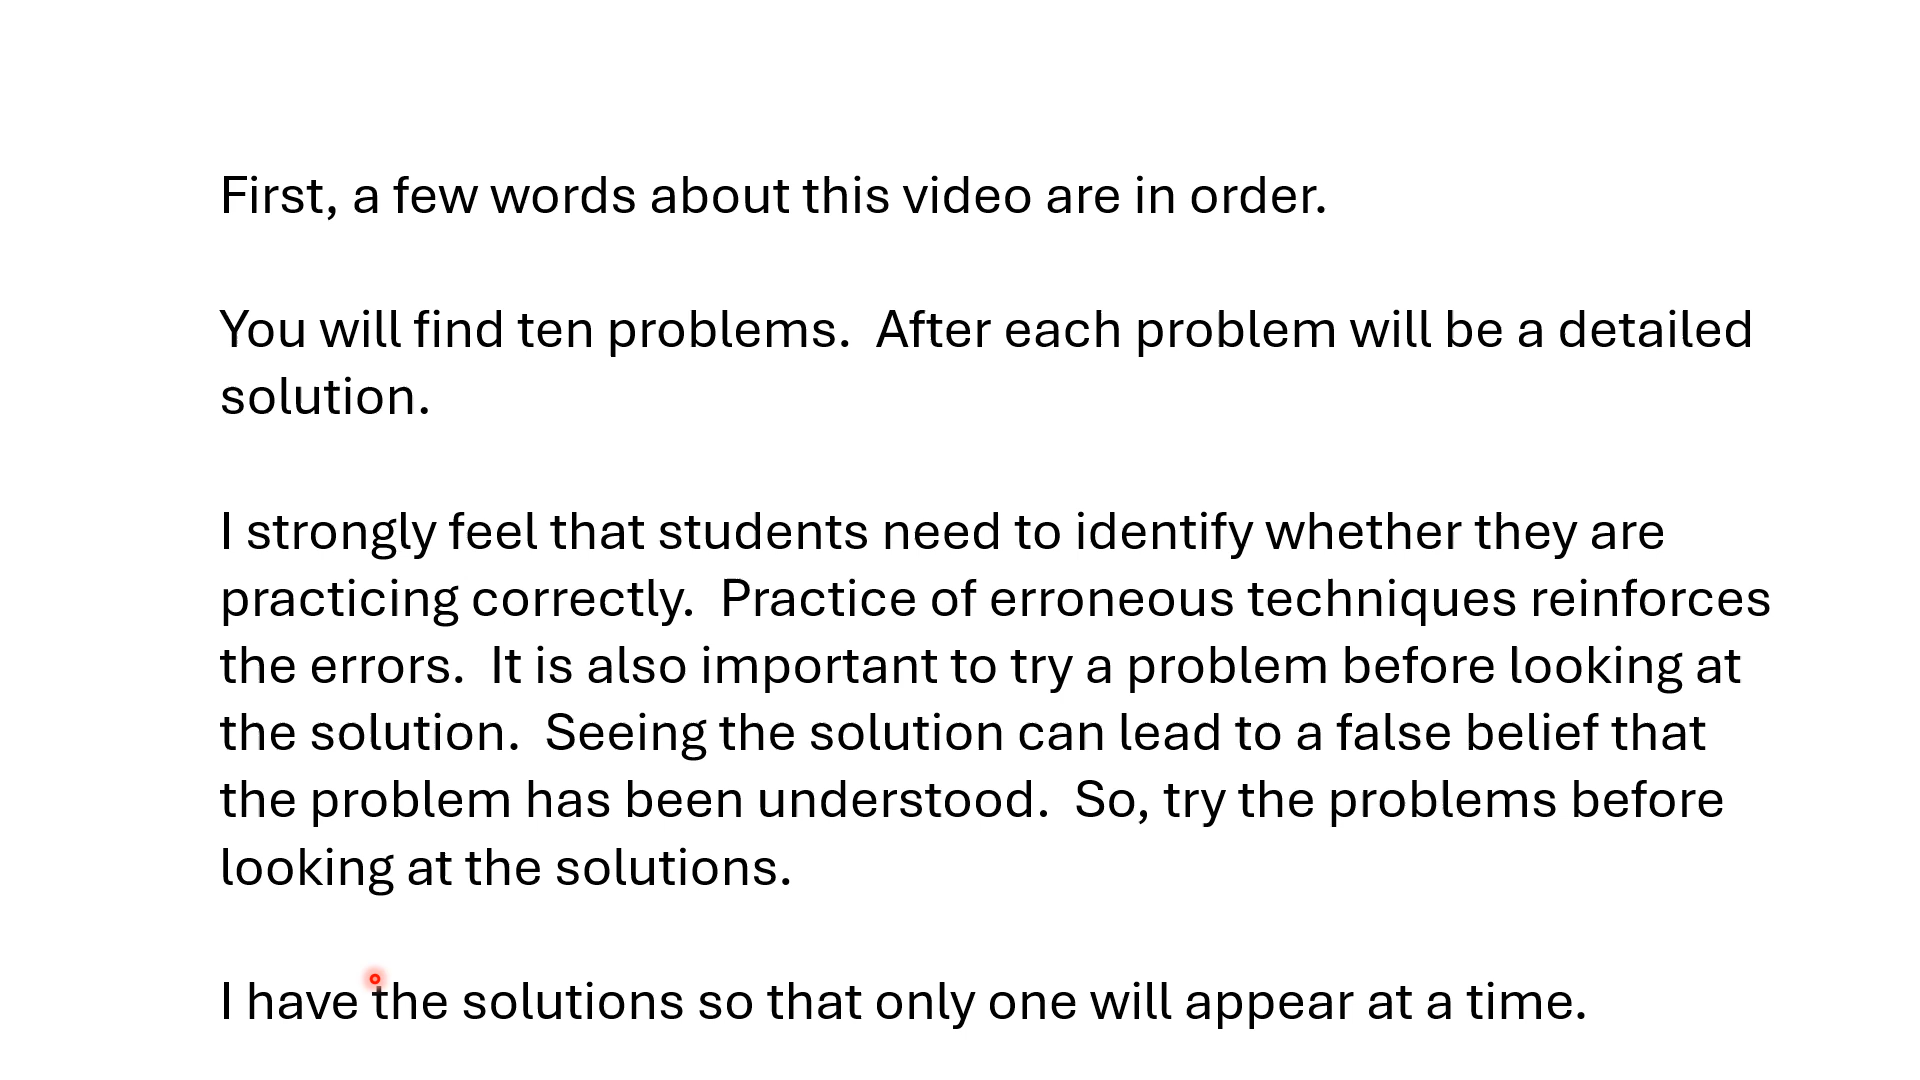 First, a few words about this video are in order.
You will find ten problems.  After each problem will be a detailed
solution.
I strongly feel that students need to identify whether they are
practicing correctly.  Practice of erroneous techniques reinforces
the errors.  It is also important to try a problem before looking at
the solution.  Seeing the solution can lead to a false belief that
the problem has been understood.  So, try the problems before
looking at the solutions.
I have the solutions so that only one will appear at a time.